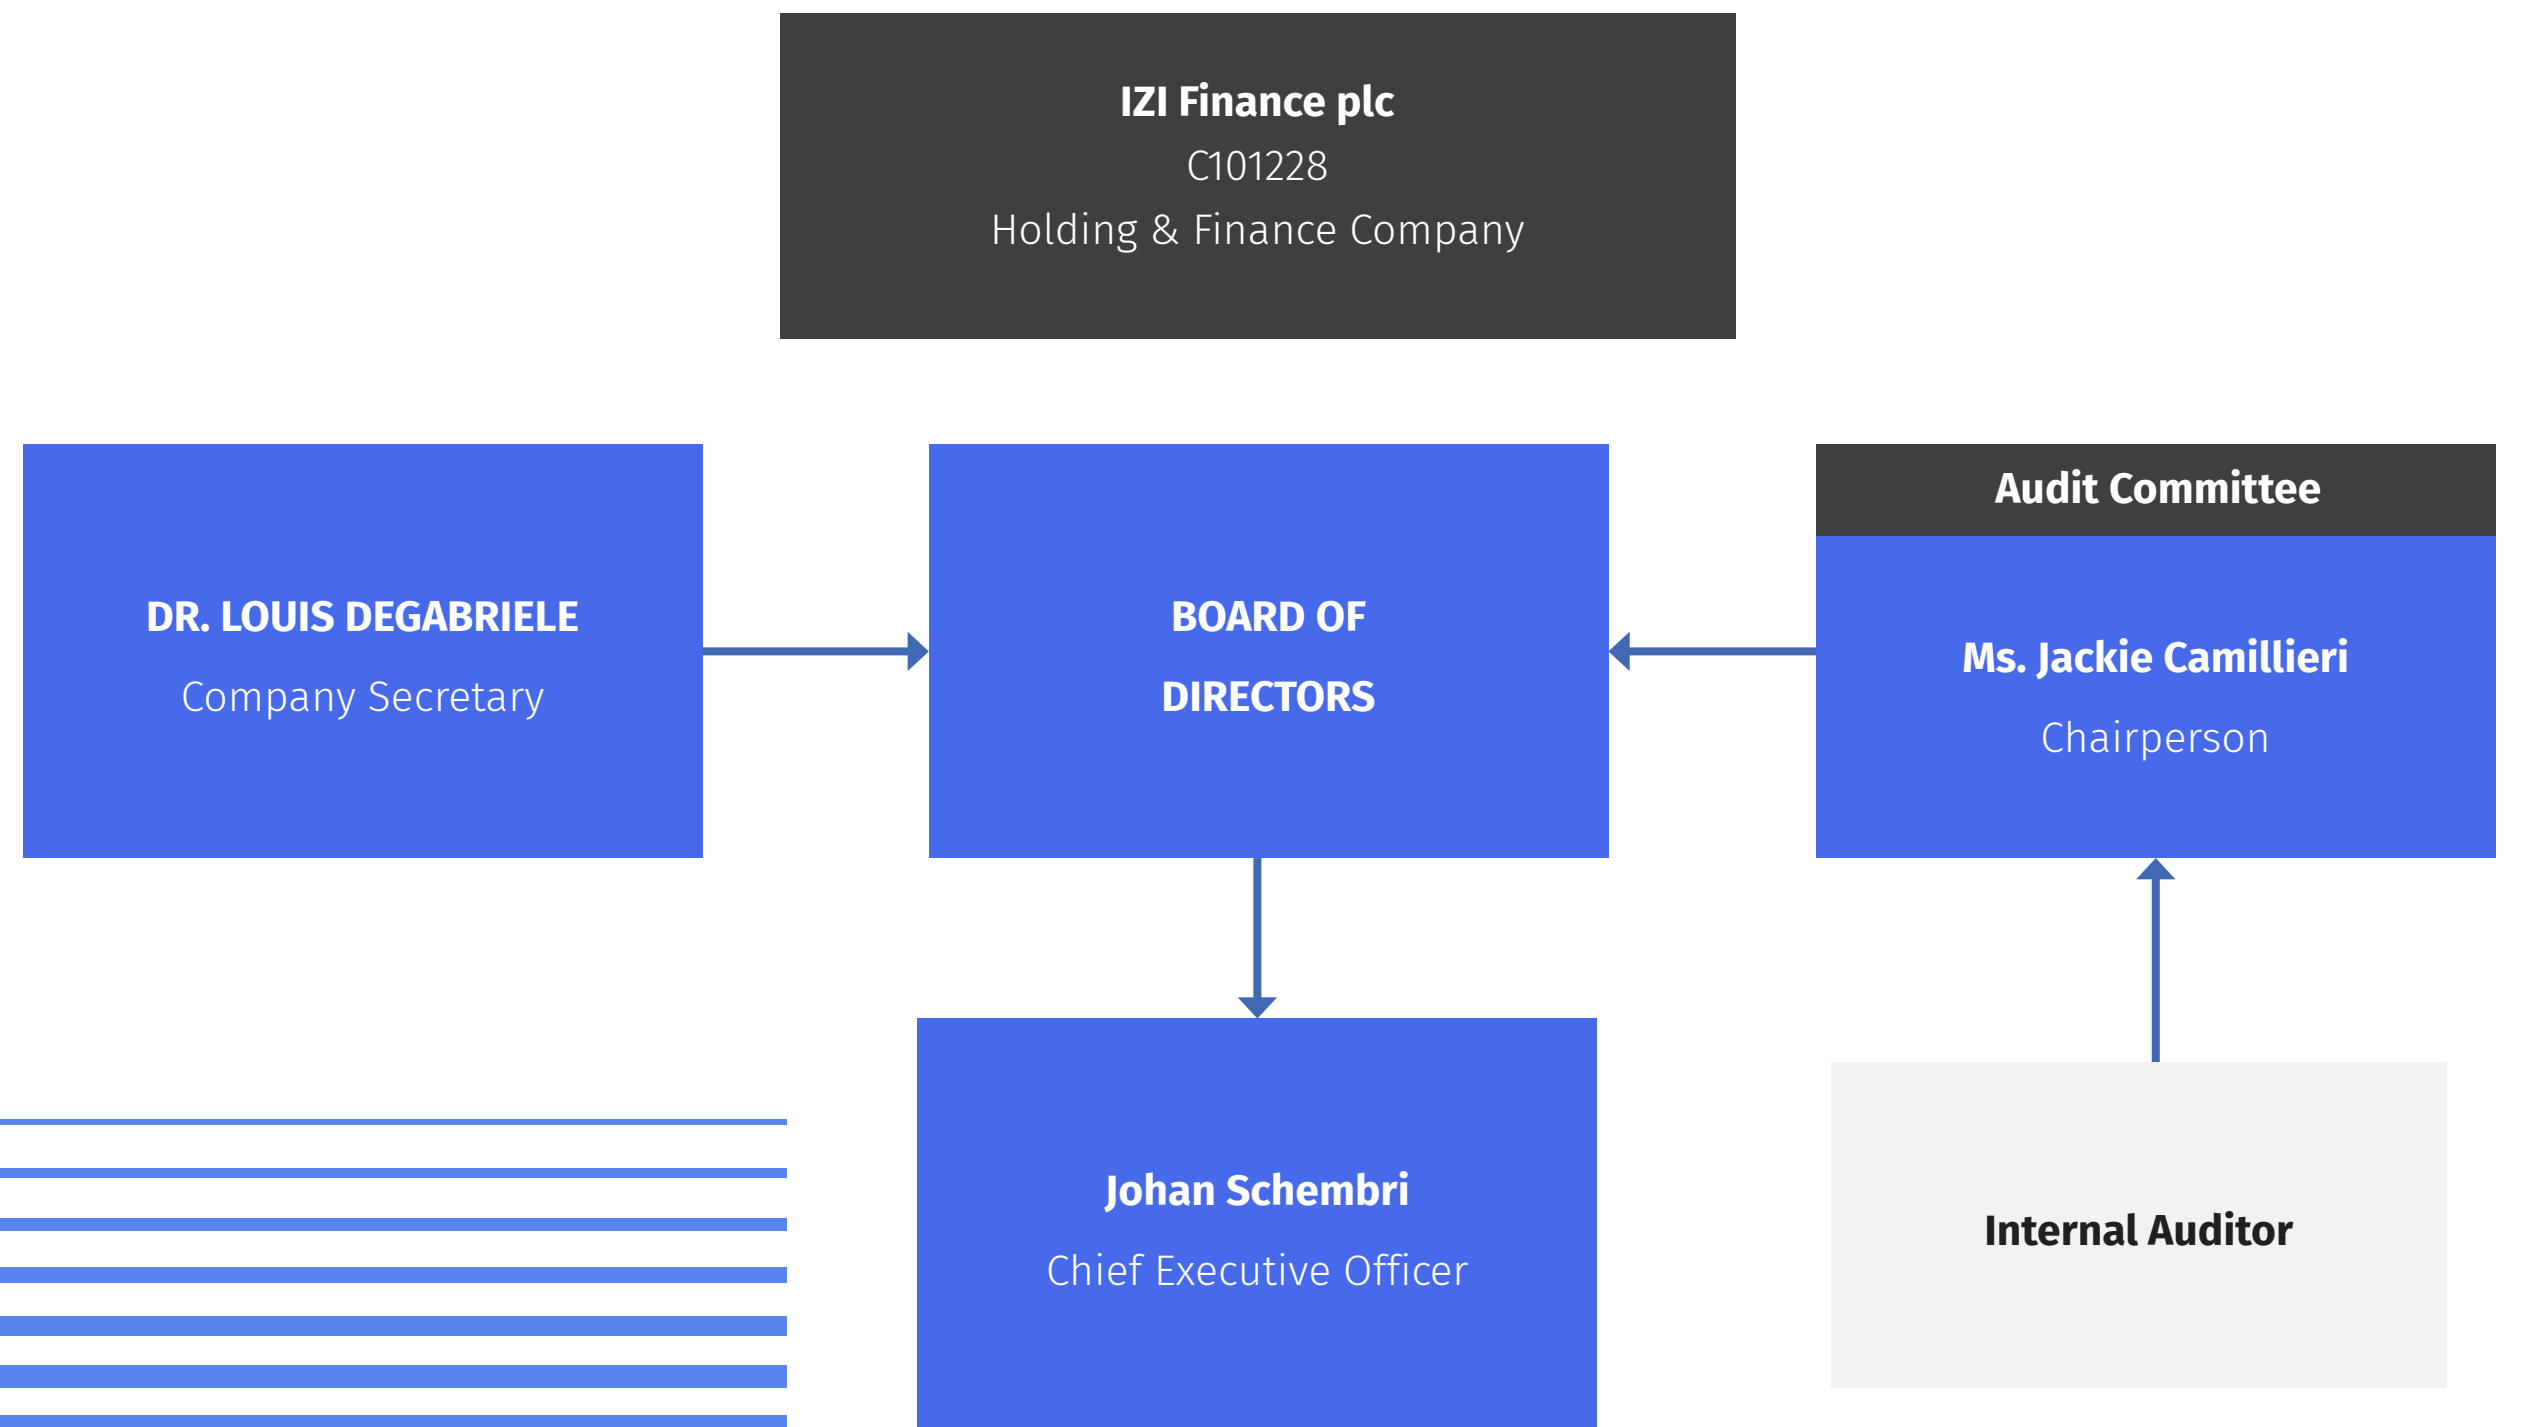 IZI Finance plc
C101228
Holding & Finance Company
DR. LOUIS DEGABRIELE
Company Secretary
BOARD OF
DIRECTORS
Audit Committee
Ms. Jackie Camillieri
Chairperson
Johan Schembri
Chief Executive Officer
Internal Auditor